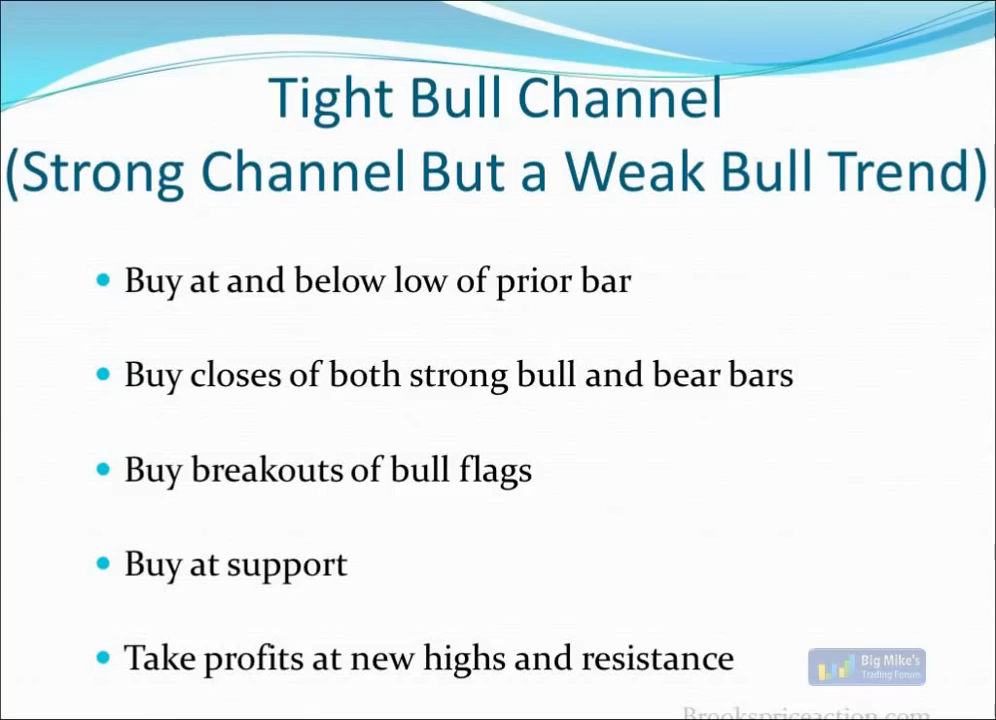 Tight Bull Channel
(Strong Channel But a Weak Bull Trend)
Buy at and below low of prior bar
Buy closes of both strong bull and bear bars
Buy breakouts of bull flags
Buy at support
Take profits at new highs and resistance
Big Mike's
Trading Forum
Brookspriceaction.com